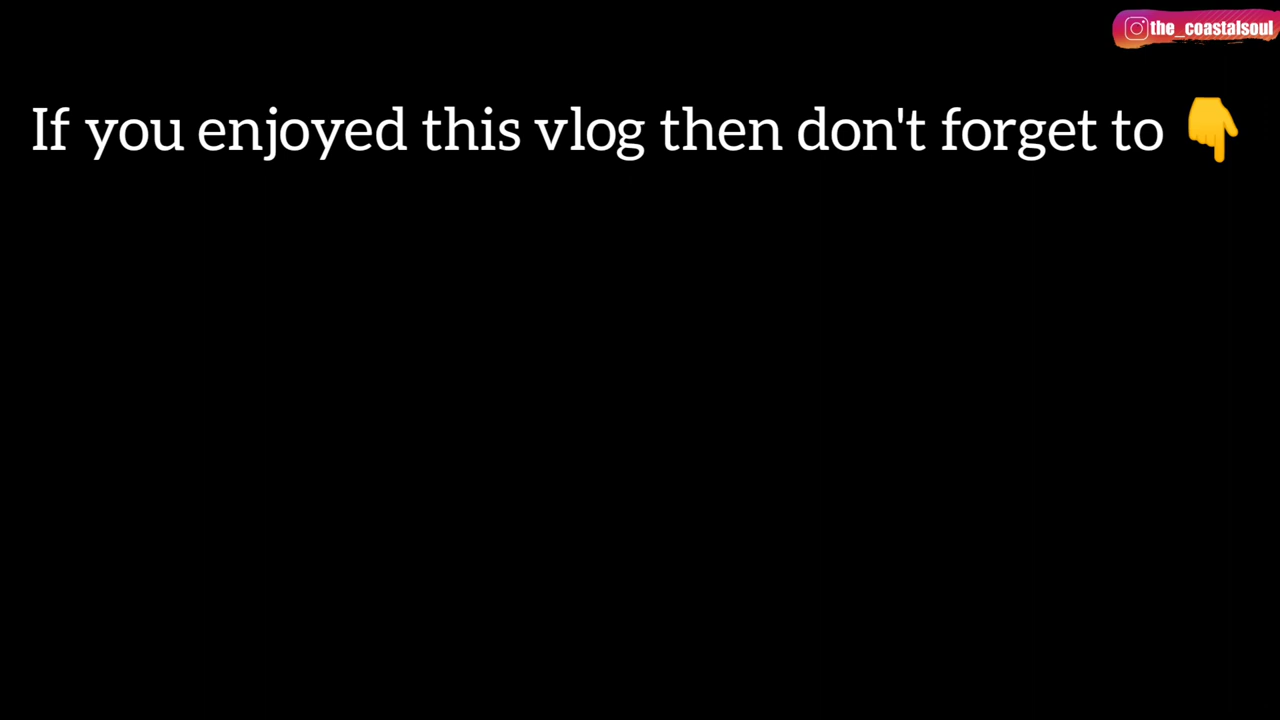 the_coastalsoul
If you enjoyed this vlog then don't forget to 👇